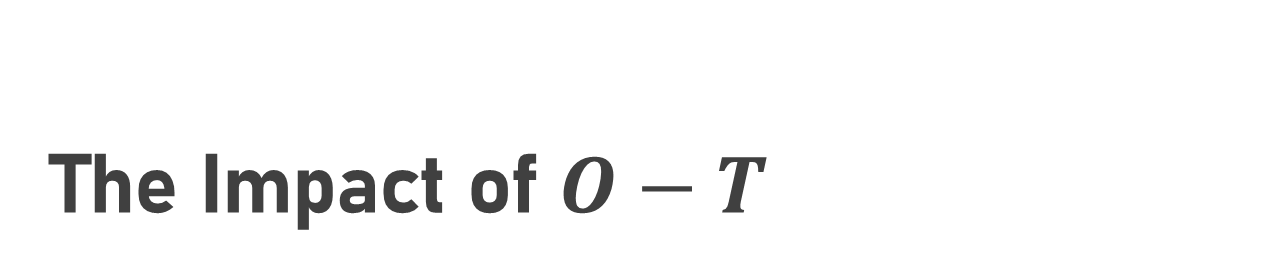 The Impact of O − T